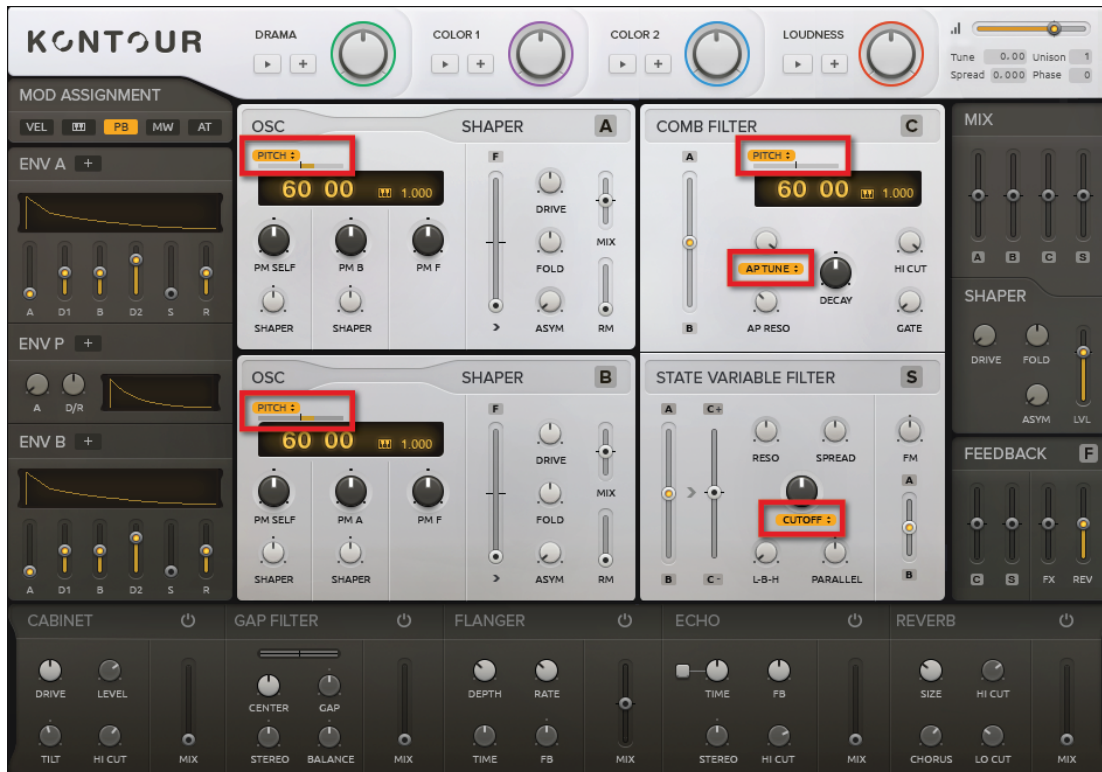 KONTOUR
DRAMA
COLOR 1
COLOR 2
LOUDNESS
Tune 0.00 Unison 1
Spread 0.000 Phase 0
MOD ASSIGNMENT
VEL PB MW AT
ENV A +
A D1 B D2 S R
ENV P +
A D/R
ENV B +
A D1 B D2 S R
OSC SHAPER A
PITCH
60 00 1.000
F
DRIVE
MIX
PM SELF PM B PM F
FOLD
SHAPER SHAPER
ASYM RM
OSC SHAPER B
PITCH
60 00 1.000
F
DRIVE
MIX
PM SELF PM A PM F
FOLD
SHAPER SHAPER
ASYM RM
COMB FILTER C
A
PITCH
60 00 1.000
AP TUNE
HI CUT
DECAY
B
AP RESO
GATE
STATE VARIABLE FILTER S
A C+
RESO SPREAD FM
A
CUTOFF
B C-
L-B-H PARALLEL
B
MIX
A B C S
SHAPER
DRIVE FOLD
ASYM LVL
FEEDBACK F
C S FX REV
CABINET
DRIVE LEVEL
TILT HI CUT MIX
GAP FILTER
CENTER GAP
STEREO BALANCE MIX
FLANGER
DEPTH RATE
TIME FB MIX
ECHO
TIME FB
STEREO HI CUT MIX
REVERB
SIZE HI CUT
CHORUS LO CUT MIX